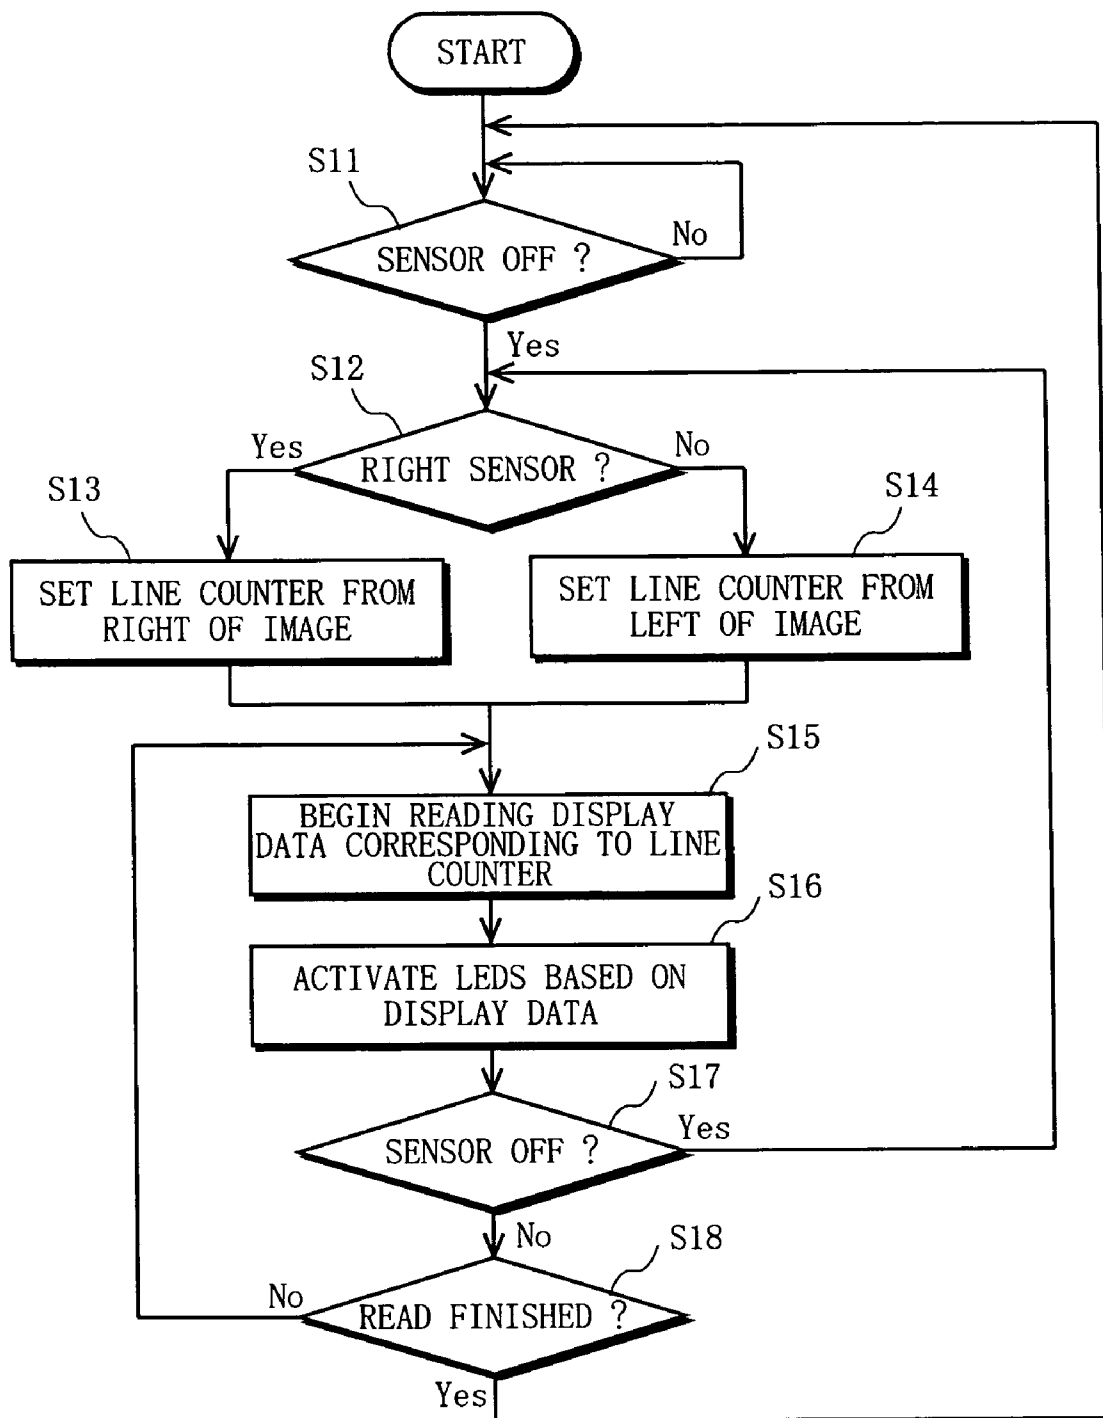 START
S11
SENSOR OFF ?
No
Yes
S12
Yes
RIGHT SENSOR ?
No
S13
S14
SET LINE COUNTER FROM
RIGHT OF IMAGE
SET LINE COUNTER FROM
LEFT OF IMAGE
S15
BEGIN READING DISPLAY
DATA CORRESPONDING TO LINE
COUNTER
S16
ACTIVATE LEDS BASED ON
DISPLAY DATA
S17
SENSOR OFF ?
Yes
No
S18
No
READ FINISHED ?
Yes